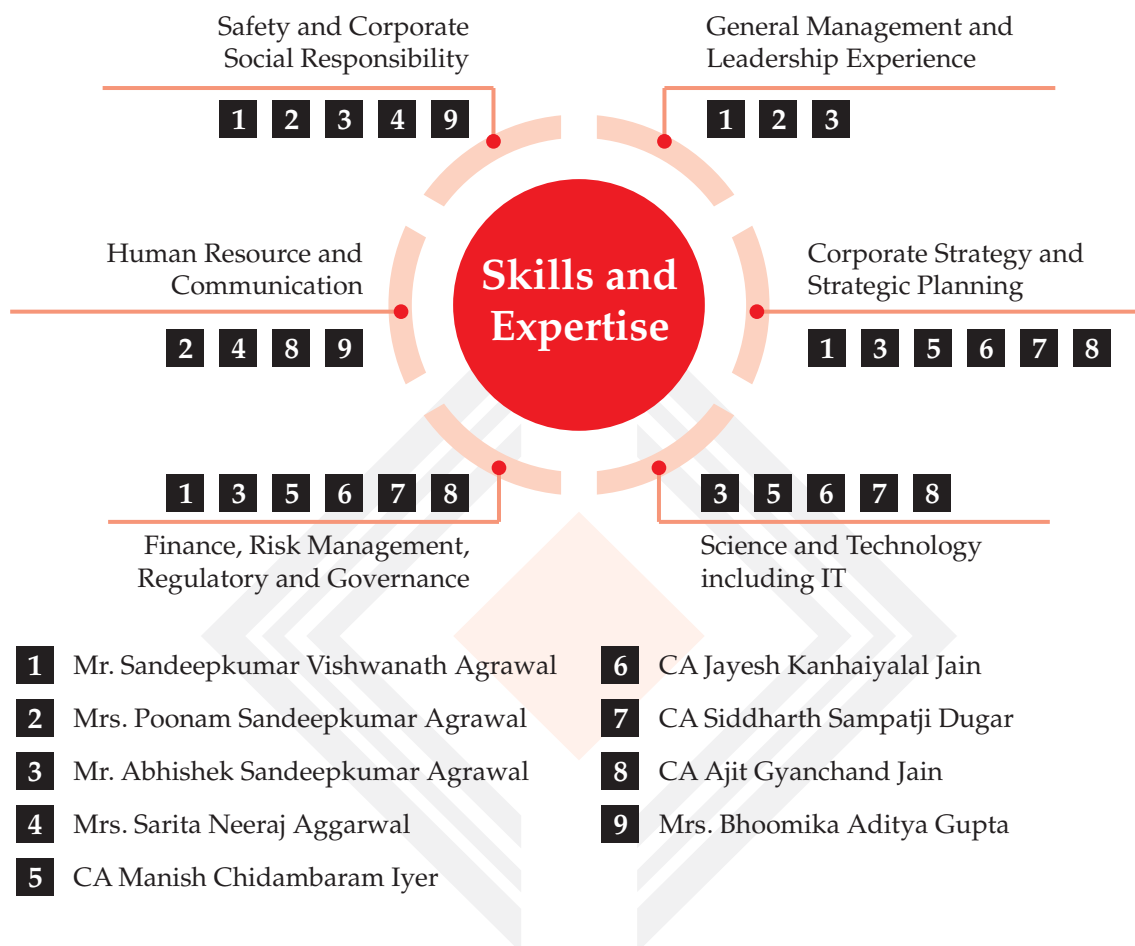 Safety and Corporate
Social Responsibility
1 2 3 4 9
General Management and
Leadership Experience
1 2 3
Human Resource and
Communication
2 4 8 9
Skills and
Expertise
Corporate Strategy and
Strategic Planning
1 3 5 6 7 8
1 3 5 6 7 8
Finance, Risk Management,
Regulatory and Governance
3 5 6 7 8
Science and Technology
including IT
1 Mr. Sandeepkumar Vishwanath Agrawal
2 Mrs. Poonam Sandeepkumar Agrawal
3 Mr. Abhishek Sandeepkumar Agrawal
4 Mrs. Sarita Neeraj Aggarwal
5 CA Manish Chidambaram Iyer
6 CA Jayesh Kanhaiyalal Jain
7 CA Siddharth Sampatji Dugar
8 CA Ajit Gyanchand Jain
9 Mrs. Bhoomika Aditya Gupta